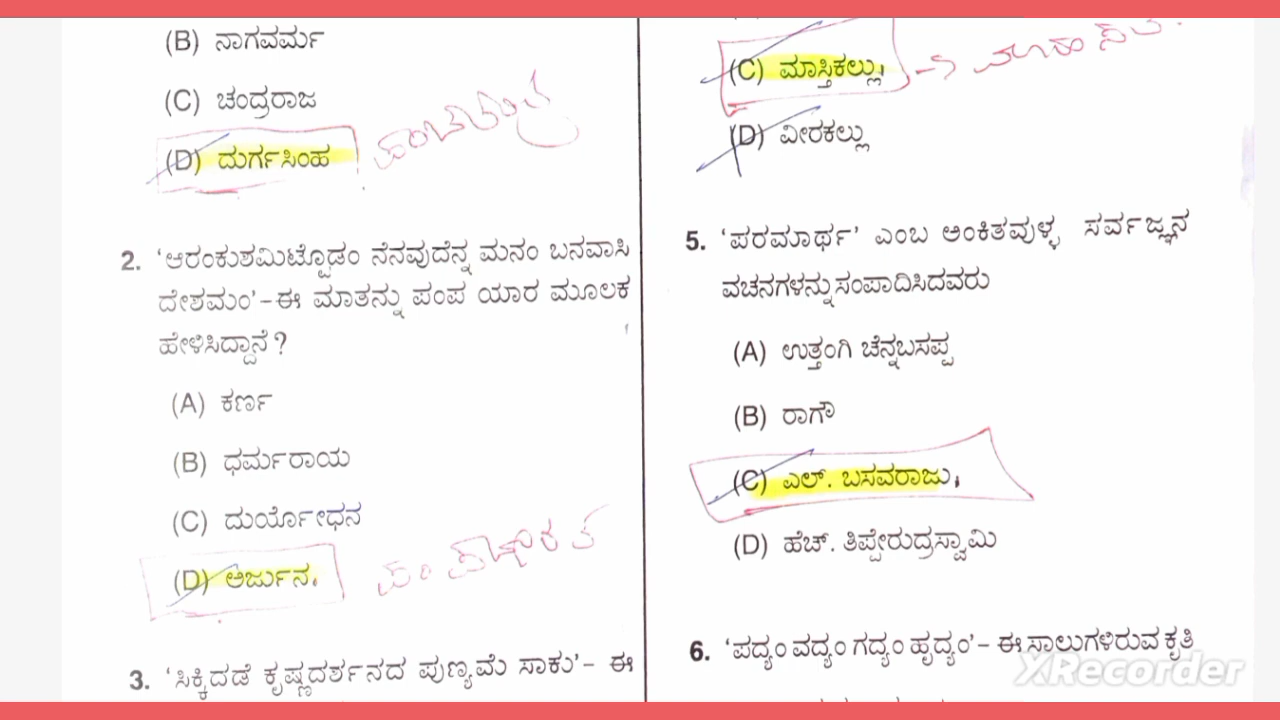 (B) ನಾಗವರ್ಮ
(C) ಚಂದ್ರರಾಜ
(D) ದುರ್ಗಸಿಂಹ
2. 'ಆರಂಕುಶಮಿಟ್ಟೊಡಂ ನೆನವುದೆನ್ನ ಮನಂ ಬನವಾಸಿ
ದೇಶಮಂ'-ಈ ಮಾತನ್ನು ಪಂಪ ಯಾರ ಮೂಲಕ
ಹೇಳಿಸಿದ್ದಾನೆ?
(A) ಕರ್ಣ
(B) ಧರ್ಮರಾಯ
(C) ದುರ್ಯೋಧನ
(D) ಅರ್ಜುನ
3. 'ಸಿಕ್ಕಿದಡೆ ಕೃಷ್ಣದರ್ಶನದ ಪುಣ್ಯಮೆ ಸಾಕು'- ಈ
(C) ಮಾಸ್ತಿಕಲ್ಲು
(D) ವೀರಕಲ್ಲು
5. 'ಪರಮಾರ್ಥ' ಎಂಬ ಅಂಕಿತವುಳ್ಳ ಸರ್ವಜ್ಞನ
ವಚನಗಳನ್ನು ಸಂಪಾದಿಸಿದವರು
(A) ಉತ್ತಂಗಿ ಚೆನ್ನಬಸಪ್ಪ
(B) ರಾಗೌ
(C) ಎಲ್. ಬಸವರಾಜು
(D) ಹೆಚ್. ತಿಪ್ಪೇರುದ್ರಸ್ವಾಮಿ
6. 'ಪದ್ಯಂ ವದ್ಯಂ ಗದ್ಯಂ ಹೃದ್ಯಂ'- ಈ ಸಾಲುಗಳಿರುವ ಕೃತಿ
XRecorder